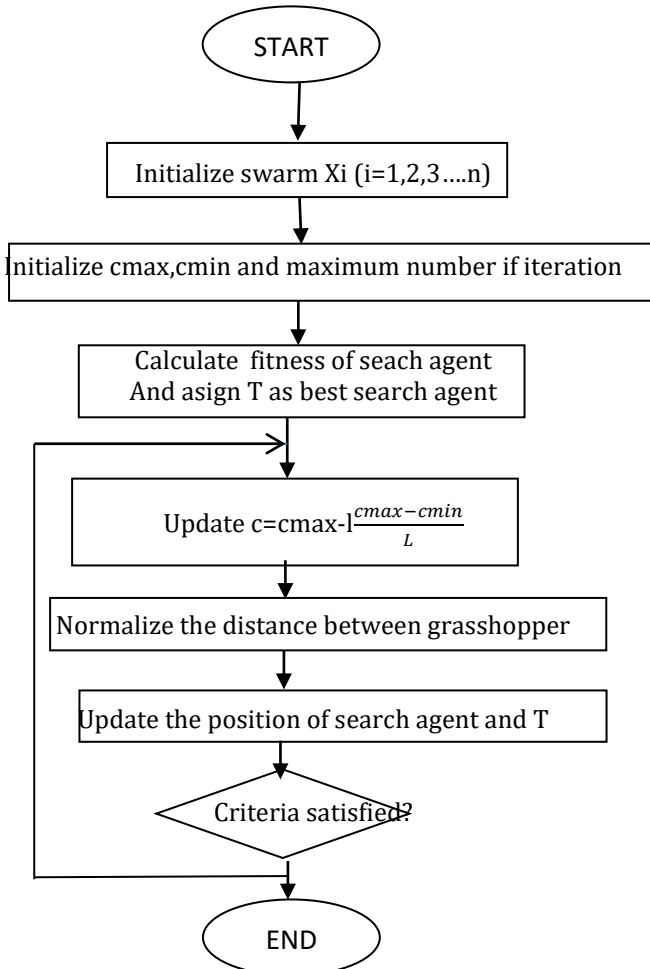 START
Initialize swarm Xi (i=1,2,3....n)
Initialize cmax,cmin and maximum number if iteration
Calculate fitness of seach agent
And asign T as best search agent
Update c=cmax-l\frac{cmax−cmin}{L}
Normalize the distance between grasshopper
Update the position of search agent and T
Criteria satisfied?
END